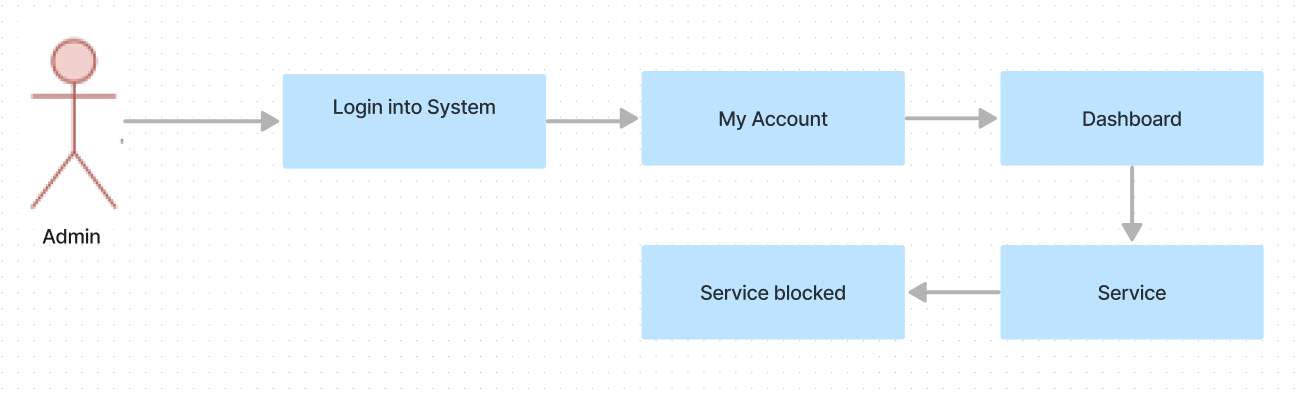 Login into System
My Account
Dashboard
Admin
Service blocked
Service